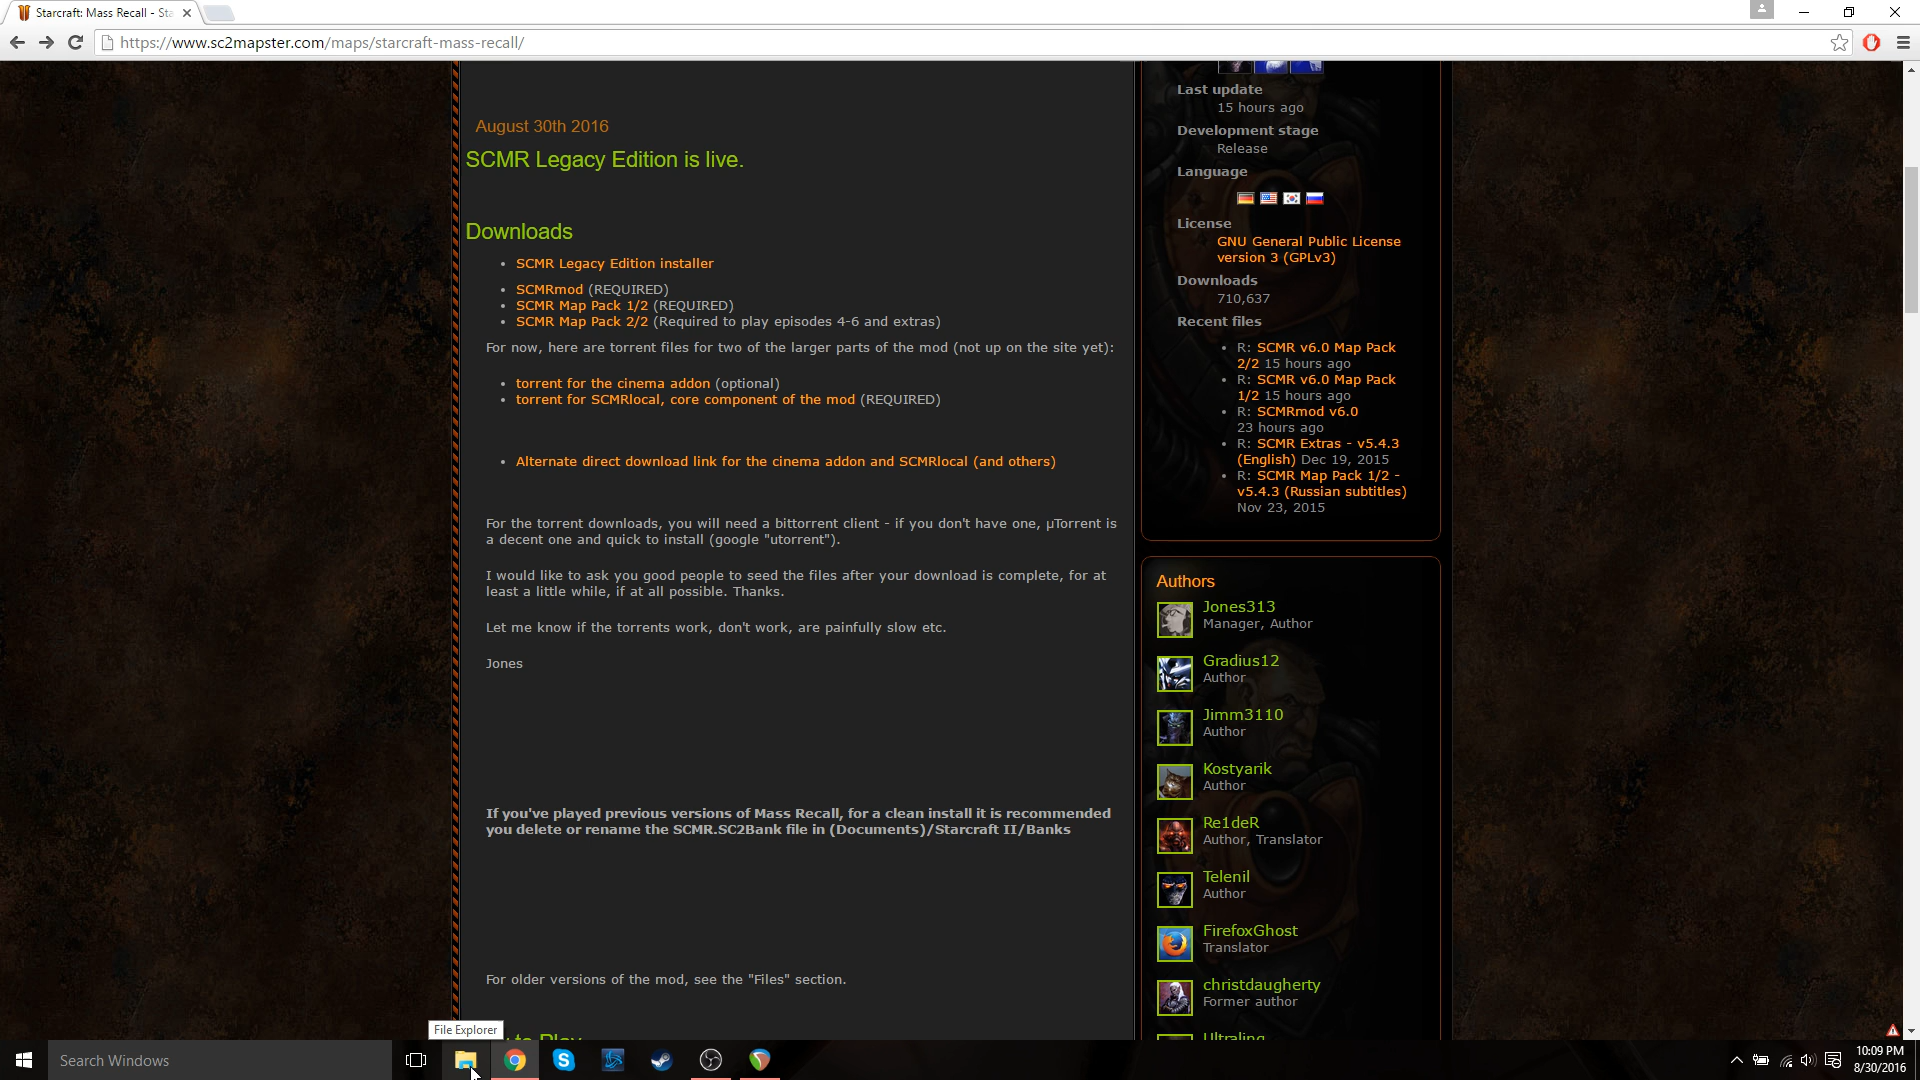 Starcraft: Mass Recall - Sta
https://www.sc2mapster.com/maps/starcraft-mass-recall/
August 30th 2016
SCMR Legacy Edition is live.
Downloads
SCMR Legacy Edition installer
SCMRmod (REQUIRED)
SCMR Map Pack 1/2 (REQUIRED)
SCMR Map Pack 2/2 (Required to play episodes 4-6 and extras)
For now, here are torrent files for two of the larger parts of the mod (not up on the site yet):
torrent for the cinema addon (optional)
torrent for SCMRlocal, core component of the mod (REQUIRED)
Alternate direct download link for the cinema addon and SCMRlocal (and others)
For the torrent downloads, you will need a bittorrent client - if you don't have one, µTorrent is
a decent one and quick to install (google "utorrent").
I would like to ask you good people to seed the files after your download is complete, for at
least a little while, if at all possible. Thanks.
Let me know if the torrents work, don't work, are painfully slow etc.
Jones
If you've played previous versions of Mass Recall, for a clean install it is recommended
you delete or rename the SCMR.SC2Bank file in (Documents)/Starcraft II/Banks
For older versions of the mod, see the "Files" section.
to Play
Last update
15 hours ago
Development stage
Release
Language
License
GNU General Public License
version 3 (GPLv3)
Downloads
710,637
Recent files
R: SCMR v6.0 Map Pack
2/2 15 hours ago
R: SCMR v6.0 Map Pack
1/2 15 hours ago
R: SCMRmod v6.0
23 hours ago
R: SCMR Extras - v5.4.3
(English) Dec 19, 2015
R: SCMR Map Pack 1/2 -
v5.4.3 (Russian subtitles)
Nov 23, 2015
Authors
Jones313
Manager, Author
Gradius12
Author
Jimm3110
Author
Kostyarik
Author
Re1deR
Author, Translator
Telenil
Author
FirefoxGhost
Translator
christdaugherty
Former author
Ultraling
File Explorer
Search Windows
10:09 PM
8/30/2016